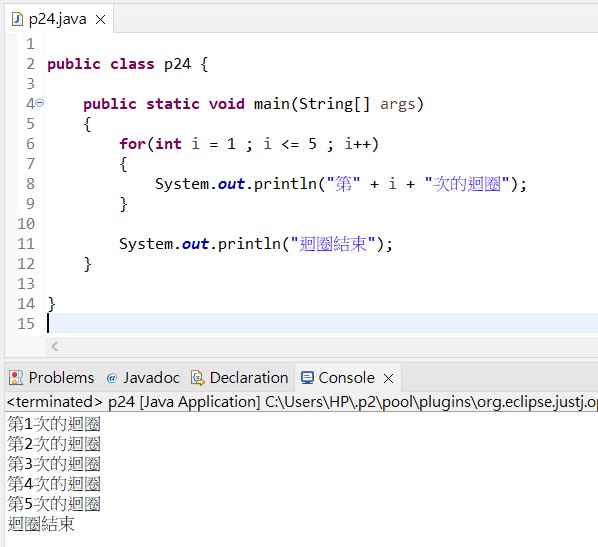 p24.java
1
2 public class p24 {
3
4 public static void main(String[] args)
5 {
6 for(int i = 1 ; i <= 5 ; i++)
7 {
8 System.out.println("第" + i + "次的迴圈");
9 }
10
11 System.out.println("迴圈結束");
12 }
13
14 }
15
Problems @ Javadoc Declaration Console
<terminated> p24 [Java Application] C:\Users\HP\.p2\pool\plugins\org.eclipse.justj.op
第1次的迴圈
第2次的迴圈
第3次的迴圈
第4次的迴圈
第5次的迴圈
迴圈結束